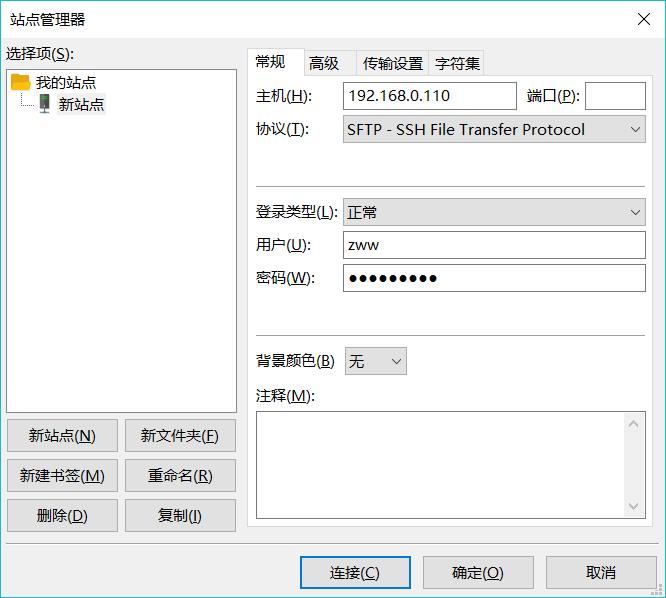 站点管理器
选择项(S):
我的站点
新站点
新站点(N)
新文件夹(F)
新建书签(M)
重命名(R)
删除(D)
复制(I)
常规
高级
传输设置
字符集
主机(H):
192.168.0.110
端口(P):
协议(T):
SFTP - SSH File Transfer Protocol
登录类型(L):
正常
用户(U):
zww
密码(W):
●●●●●●●●●
背景颜色(B)
无
注释(M):
连接(C)
确定(O)
取消